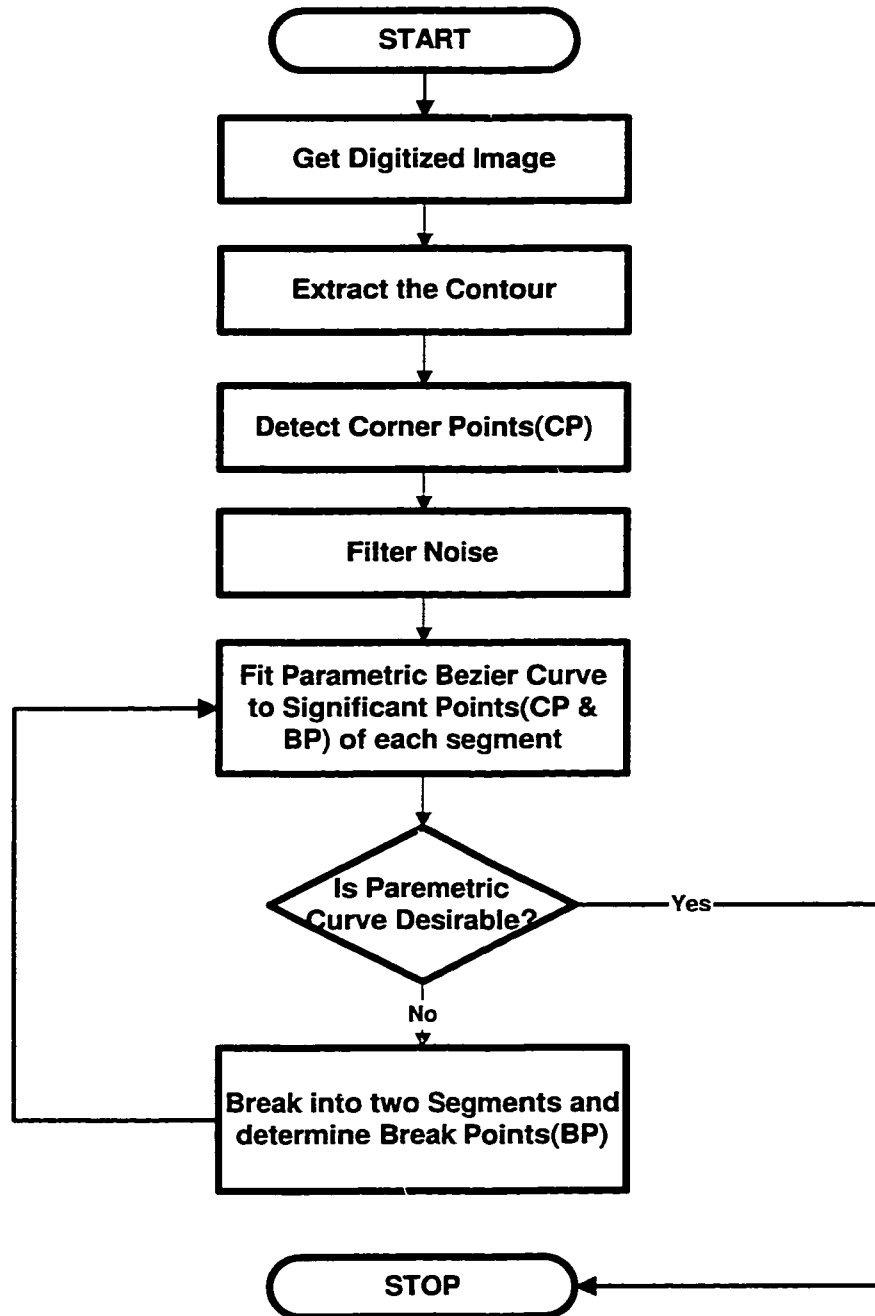 START
Get Digitized Image
Extract the Contour
Detect Corner Points(CP)
Filter Noise
Fit Parametric Bezier Curve
to Significant Points(CP &
BP) of each segment
Is Paremetric
Curve Desirable?
Yes
No
Break into two Segments and
determine Break Points(BP)
STOP